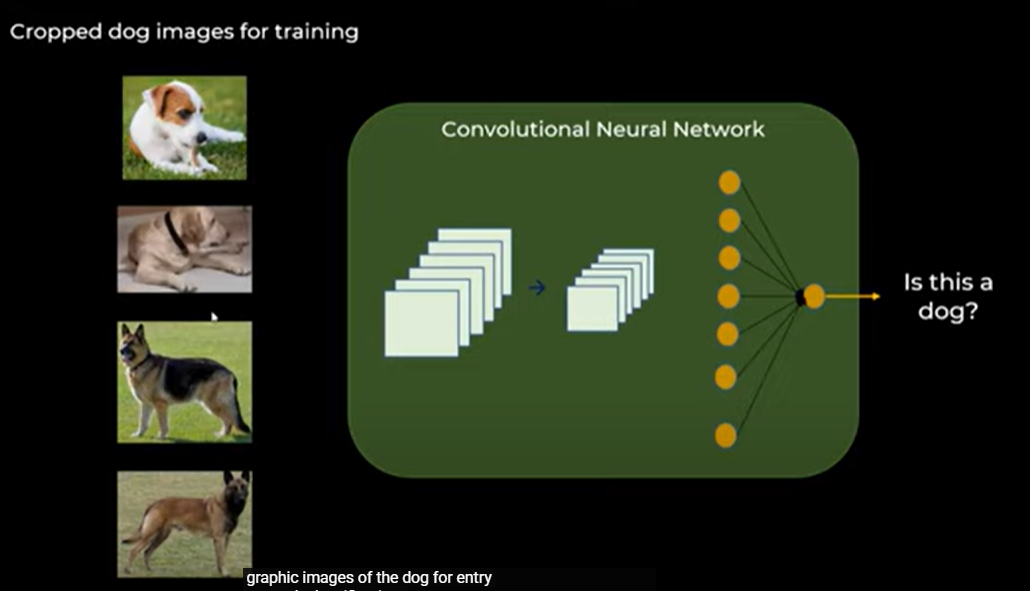 Cropped dog images for training
Convolutional Neural Network
Is this a
dog?
graphic images of the dog for entry